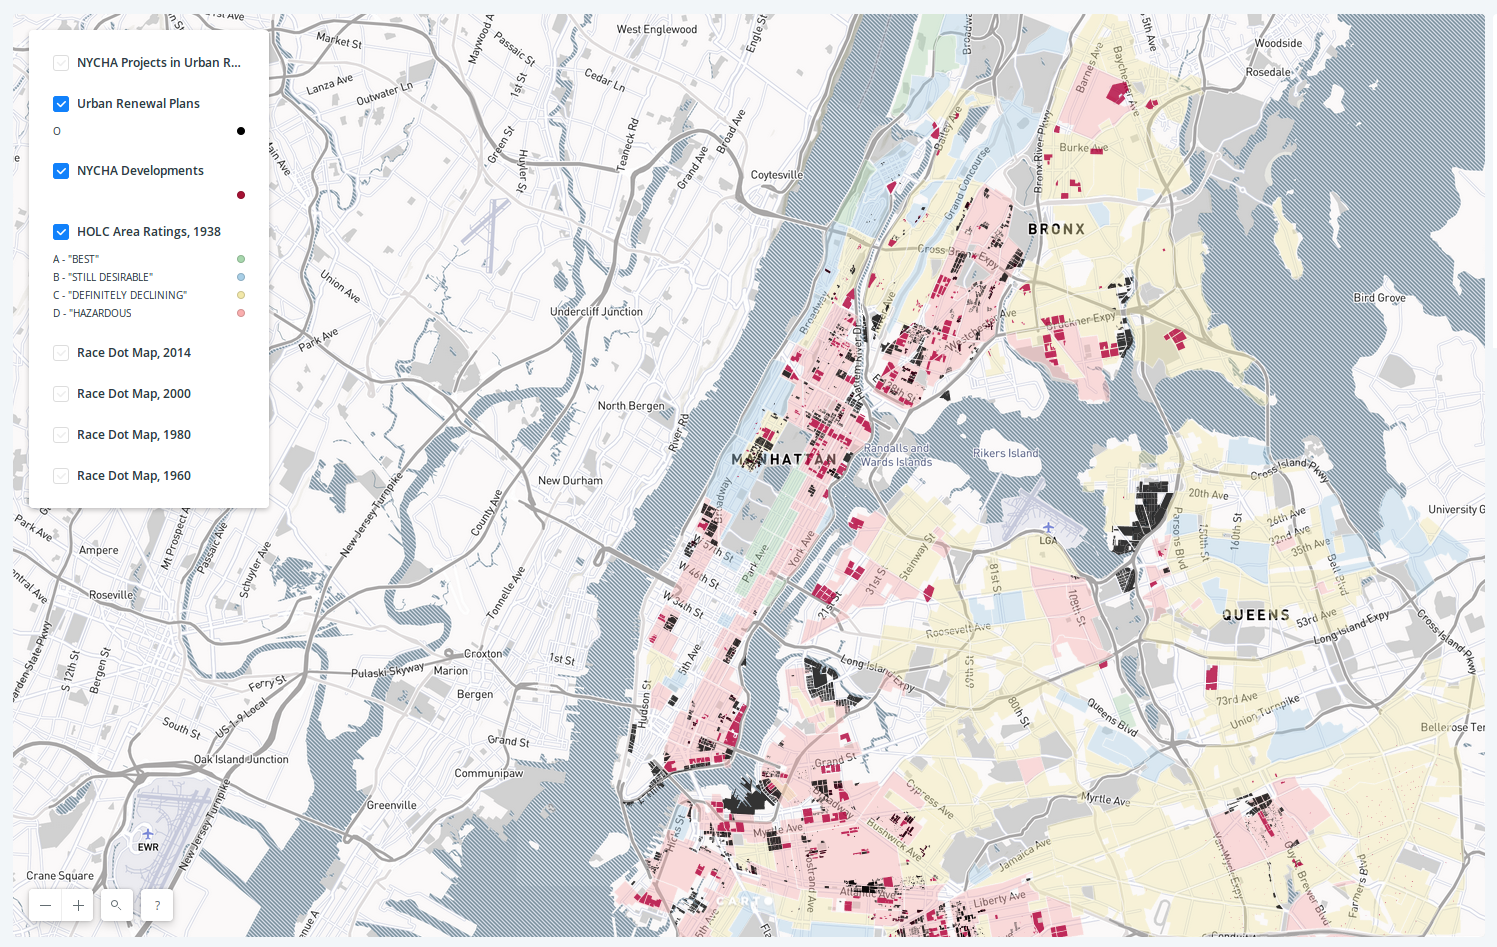 NYCHA Projects in Urban R...
Urban Renewal Plans
O
NYCHA Developments
HOLC Area Ratings, 1938
A - "BEST"
B - "STILL DESIRABLE"
C - "DEFINITELY DECLINING"
D - "HAZARDOUS
Race Dot Map, 2014
Race Dot Map, 2000
Race Dot Map, 1980
Race Dot Map, 1960
Market St
Passaic St
Maywood A
West Englewood
Engle St
Woodside
Rosedale
Lanza Ave
Outwater Ln
1st St
Cedar Ln
Barnes Ave
Baychester Ave
Main Ave
Green St
Huyler St
Teaneck Rd
Broad Ave
Grand Ave
Bailey Ave
Bronx River Pkwy
Burke Ave
Coytesville
Grand Concourse
BRONX
Cross Bronx Expy
Union Ave
Undercliff Junction
Broadway
Bird Grove
Park Ave
Westchester Ave
Bruckner Expy
Harlem River Dr
North Bergen
River Rd
MANHATTAN
Randalls and
Wards Islands
Rikers Island
New Durham
Cross Island Pkwy
20th Ave
University G
New Jersey Turnpike
County Ave
Broadway
Park Ave
Ampere
Mt Prospect A
Passaic Ave
Schuyler Ave
W 57th St
W 46th St
W 34th St
Park Ave
York Ave
Steinway St
31st S
21st St
LGA
Parsons Blvd
150th St
160th St
26th Ave
32nd Ave
35th Ave
Bell Blvd
Roseville
Tonnelle Ave
81st S
108th St
QUEENS
53rd Ave
Long Island Expy
Cross Island Pkwy
Roosevelt Ave
Garden State Pkwy
S 12th St
Bergen St
Croxton
Pulaski Skyway
Marion
1st St
5th Ave
Long Island Expy
69th St
Ferry St
Bergen
Hudson St
80th St
Queens Blvd
73rd Ave
Union Turnpike
Bellerose Ter
South St
US-1-9 Local
Oak Island Junction
Grand St
Communipaw
Grand St
Cypress Ave
Myrtle Ave
Greenville
EWR
New Jersey Turnpike
Broadway
Myrtle Ave
Bushwick Ave
Jamaica Ave
Van Wyck Expy
Guy R Brewer Blvd
Farmers Blvd
Crane Square
Atlantic Ave
Liberty Ave
CARTO
?